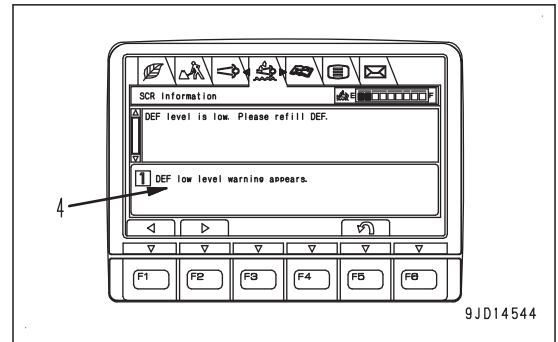 SCR Information
E F
DEF level is low. Please refill DEF.
1 DEF low level warning appears.
4
F1 F2 F3 F4 F5 F6
9JD14544